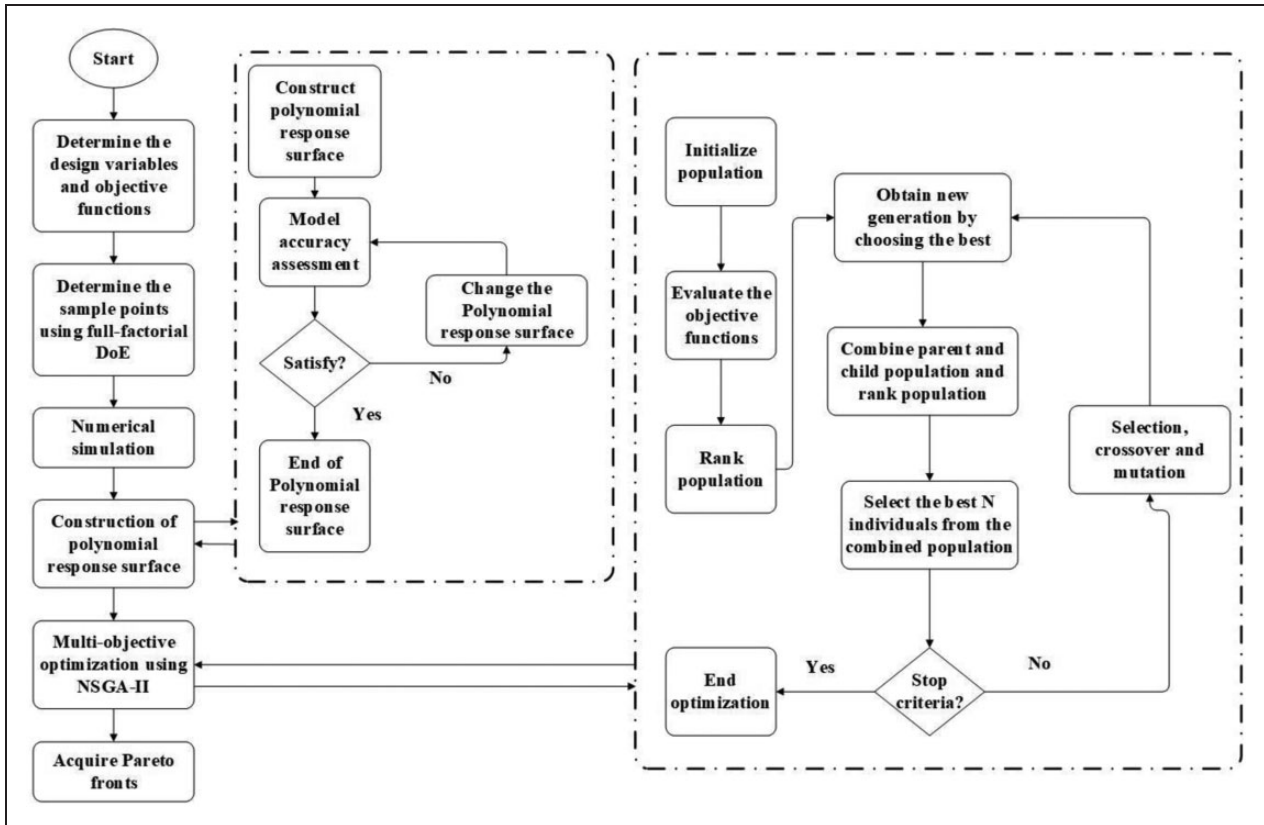 Start
Determine the
design variables
and objective
functions
Determine the
sample points
using full-factorial
DoE
Numerical
simulation
Construction of
polynomial
response surface
Multi-objective
optimization using
NSGA-II
Acquire Pareto
fronts
Construct
polynomial
response
surface
Model
accuracy
assessment
Change the
Polynomial
response surface
Satisfy?
No
Yes
End of
Polynomial
response
surface
Initialize
population
Evaluate the
objective
functions
Rank
population
Obtain new
generation by
choosing the best
Combine parent and
child population and
rank population
Select the best N
individuals from the
combined population
Selection,
crossover and
mutation
Stop
criteria?
Yes
No
End
optimization